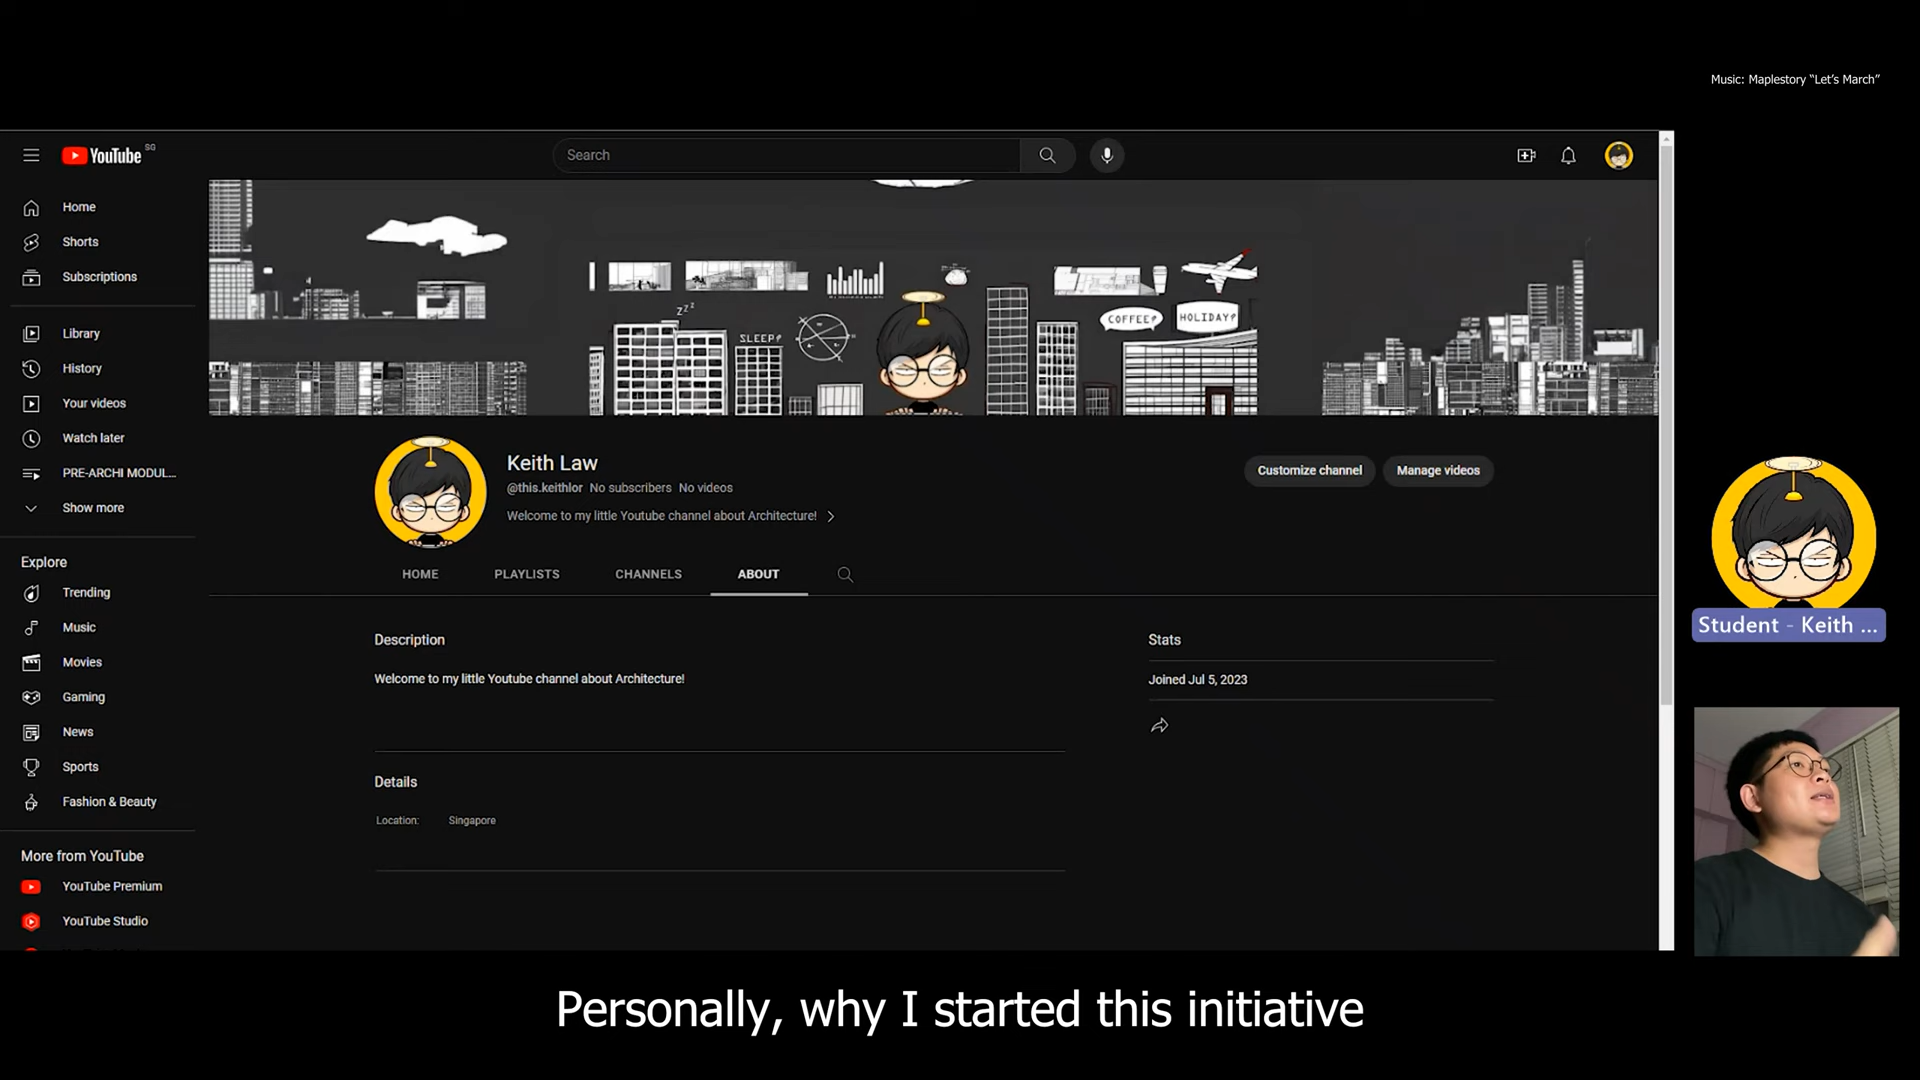 Music: Maplestory “Let’s March”
YouTube SG
Search
Home
Shorts
Subscriptions
Library
History
Your videos
Watch later
PRE-ARCHI MODUL...
Show more
Explore
Trending
Music
Movies
Gaming
News
Sports
Fashion & Beauty
More from YouTube
YouTube Premium
YouTube Studio
zzz
SLEEP?
COFFEE?
HOLIDAY?
Keith Law
@this.keithlor No subscribers No videos
Welcome to my little Youtube channel about Architecture!
Customize channel
Manage videos
HOME
PLAYLISTS
CHANNELS
ABOUT
Description
Welcome to my little Youtube channel about Architecture!
Details
Location: Singapore
Stats
Joined Jul 5, 2023
Student - Keith ...
Personally, why I started this initiative